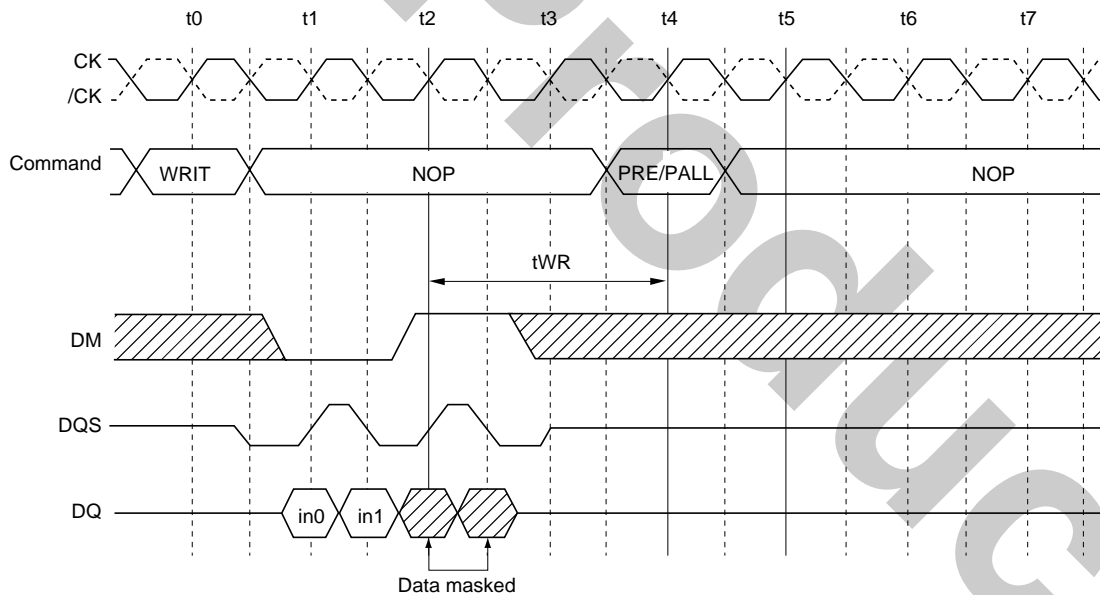 t0 t1 t2 t3 t4 t5 t6 t7
CK
/CK
Command WRIT NOP PRE/PALL NOP
tWR
DM
DQS
DQ in0 in1
Data masked
roduc